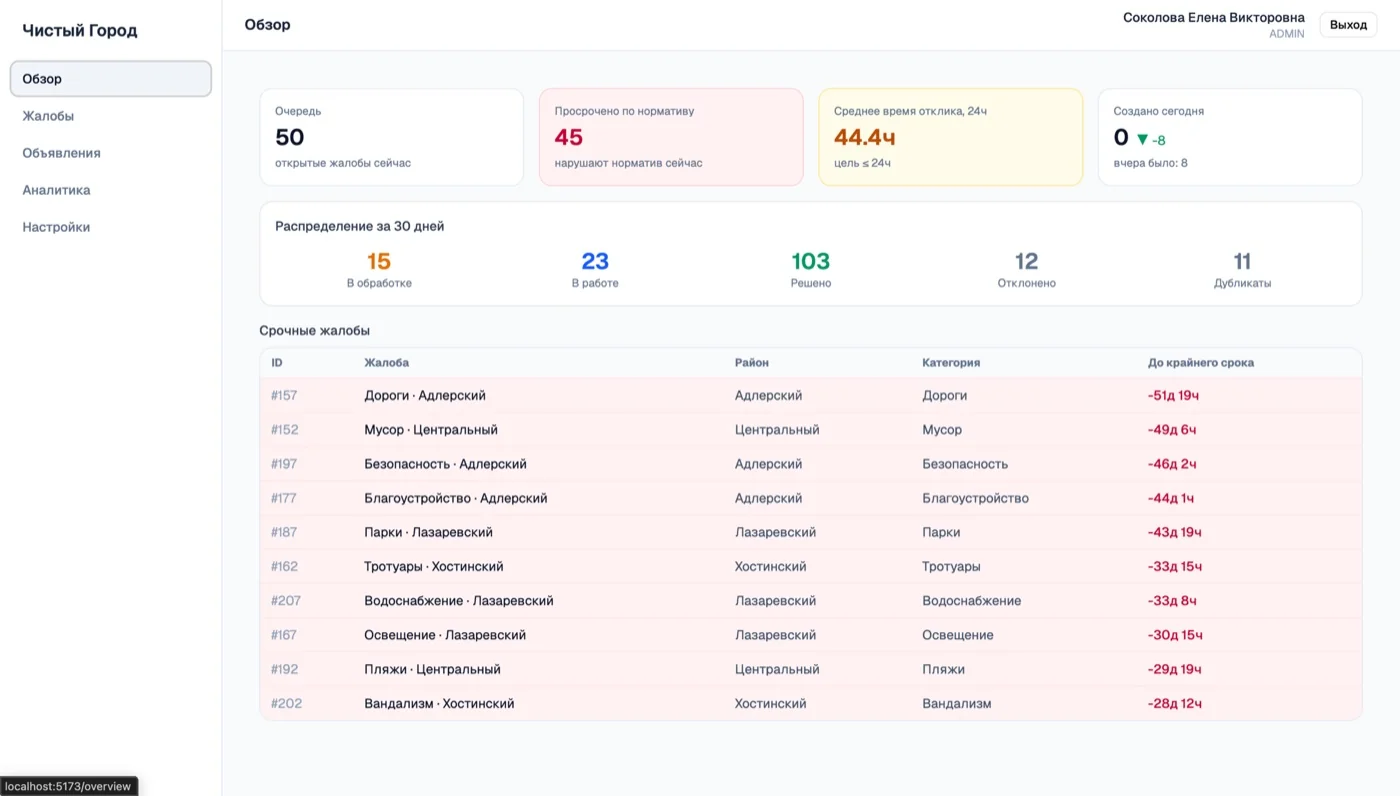 Чистый Город
Обзор
Жалобы
Объявления
Аналитика
Настройки
Обзор
Соколова Елена Викторовна
ADMIN
Выход
Очередь
50
открытые жалобы сейчас
Просрочено по нормативу
45
нарушают норматив сейчас
Среднее время отклика, 24ч
44.4ч
цель ≤ 24ч
Создано сегодня
0 ▼ -8
вчера было: 8
Распределение за 30 дней
15
В обработке
23
В работе
103
Решено
12
Отклонено
11
Дубликаты
Срочные жалобы
ID Жалоба Район Категория До крайнего срока
#157 Дороги · Адлерский Адлерский Дороги -51д 19ч
#152 Мусор · Центральный Центральный Мусор -49д 6ч
#197 Безопасность · Адлерский Адлерский Безопасность -46д 2ч
#177 Благоустройство · Адлерский Адлерский Благоустройство -44д 1ч
#187 Парки · Лазаревский Лазаревский Парки -43д 19ч
#162 Тротуары · Хостинский Хостинский Тротуары -33д 15ч
#207 Водоснабжение · Лазаревский Лазаревский Водоснабжение -33д 8ч
#167 Освещение · Лазаревский Лазаревский Освещение -30д 15ч
#192 Пляжи · Центральный Центральный Пляжи -29д 19ч
#202 Вандализм · Хостинский Хостинский Вандализм -28д 12ч
localhost:5173/overview